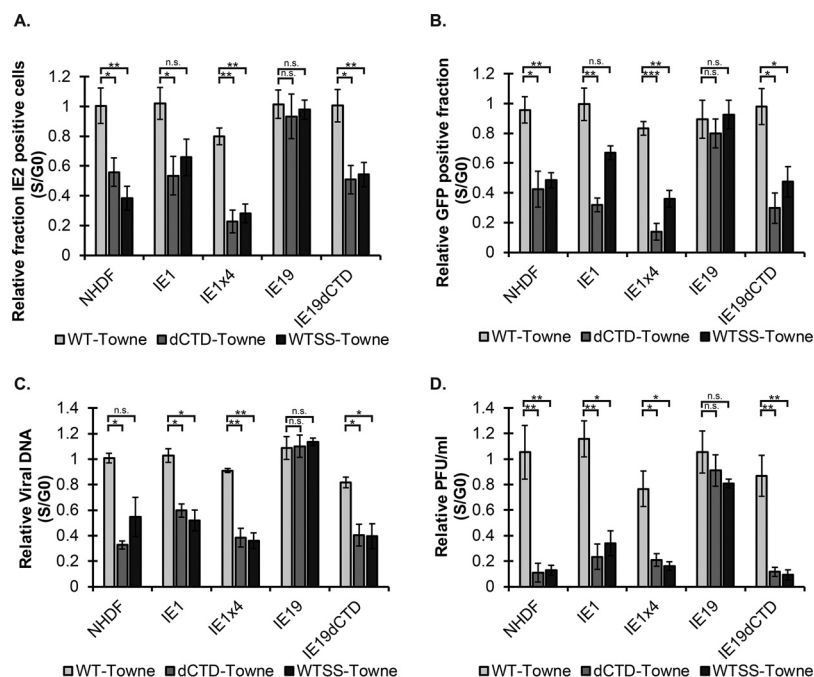 A.
Relative fraction IE2 positive cells
(S/G0)
1.2
1
0.8
0.6
0.4
0.2
0
**
*
n.s.
*
**
**
n.s.
n.s.
**
*
NHDF
IE1
IE1x4
IE19
IE19dCTD
WT-Towne dCTD-Towne WTSS-Towne
B.
Relative GFP positive fraction
(S/G0)
1.2
1
0.8
0.6
0.4
0.2
0
**
*
n.s.
**
**
***
n.s.
n.s.
*
*
NHDF
IE1
IE1x4
IE19
IE19dCTD
WT-Towne dCTD-Towne WTSS-Towne
C.
Relative Viral DNA
(S/G0)
1.4
1.2
1
0.8
0.6
0.4
0.2
0
n.s.
*
*
*
**
**
n.s.
n.s.
*
*
NHDF
IE1
IE1x4
IE19
IE19dCTD
WT-Towne dCTD-Towne WTSS-Towne
D.
Relative PFU/ml
(S/G0)
1.4
1.2
1
0.8
0.6
0.4
0.2
0
**
**
*
**
*
*
n.s.
n.s.
**
**
NHDF
IE1
IE1x4
IE19
IE19dCTD
WT-Towne dCTD-Towne WTSS-Towne